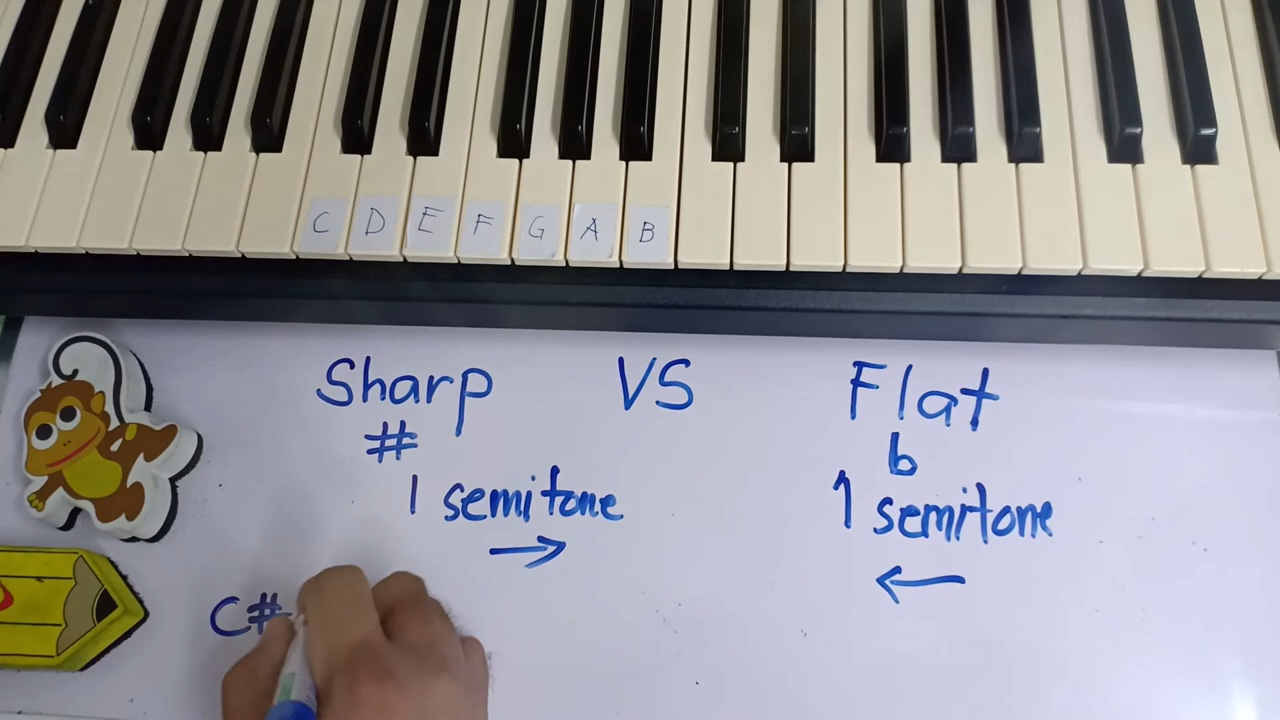 C D E F G A B
Sharp VS Flat
# b
1 semitone 1 semitone
→ ←
C#